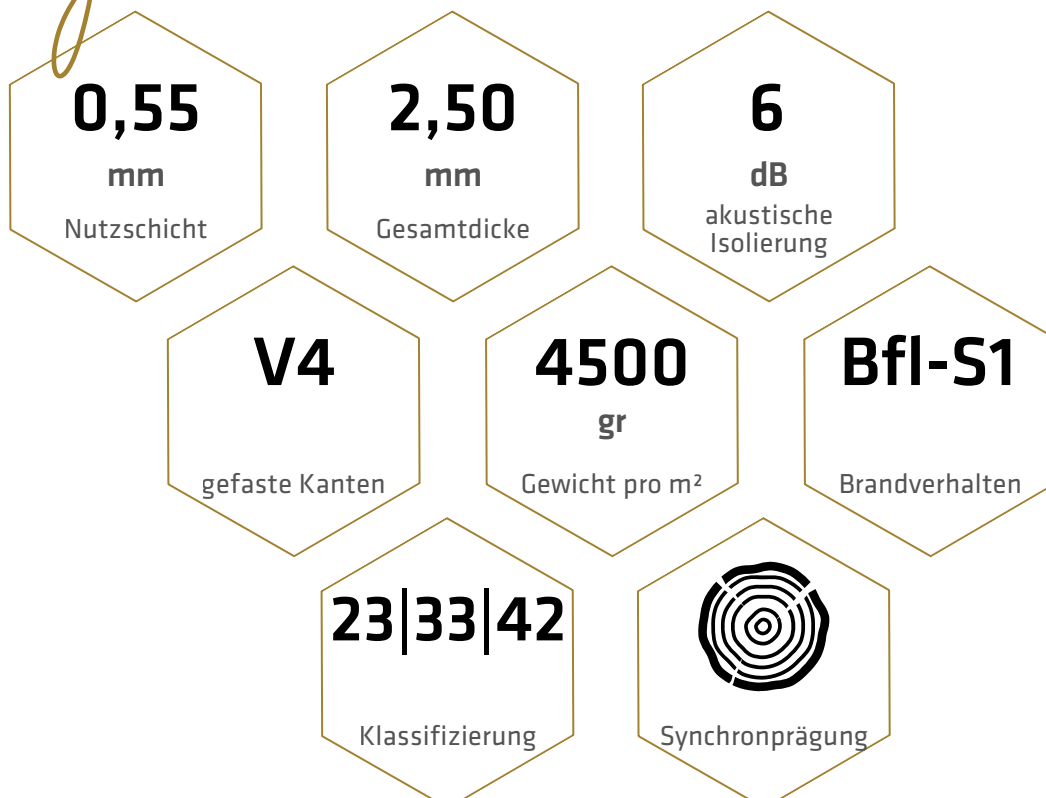 0,55
mm
Nutzschicht
2,50
mm
Gesamtdicke
6
dB
akustische
Isolierung
V4
gefaste Kanten
4500
gr
Gewicht pro m²
Bfl-S1
Brandverhalten
23|33|42
Klassifizierung
Synchronprägung